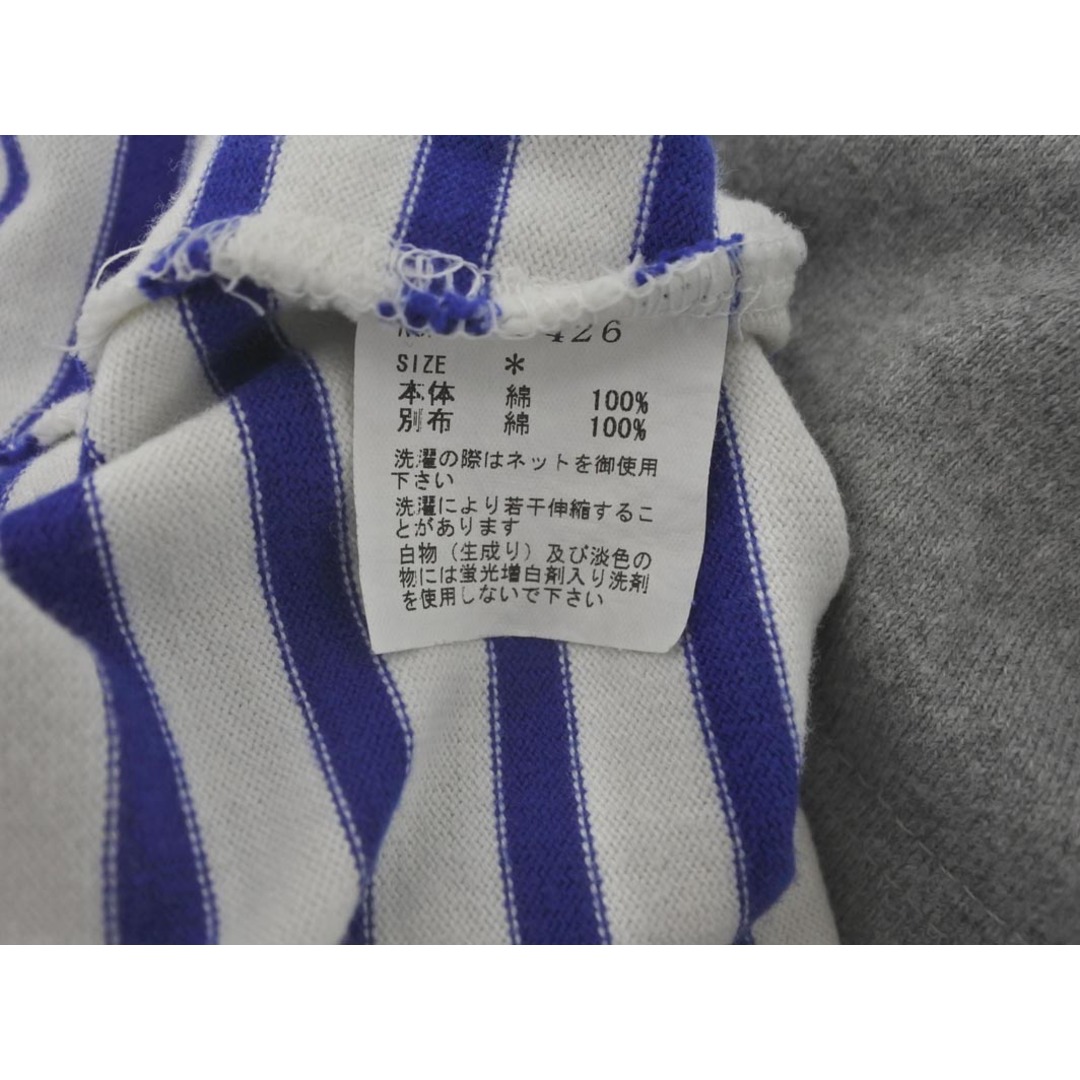 426
SIZE *
本体 綿 100%
別布 綿 100%
洗濯の際はネットを御使用
下さい
洗濯により若干伸縮するこ
とがあります
白物（生成り）及び淡色の
物には蛍光増白剤入り洗剤
を使用しないで下さい